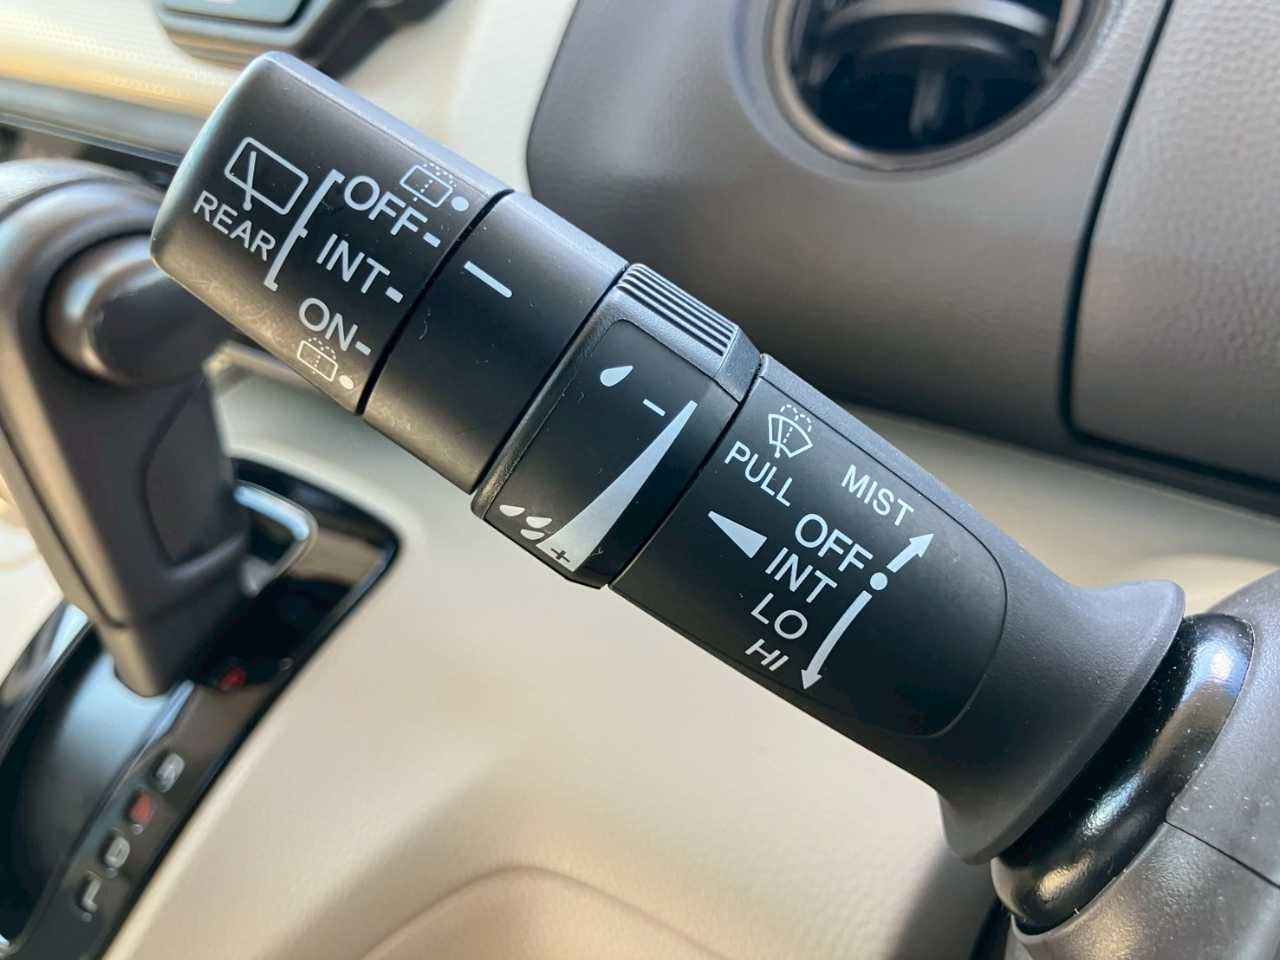 REAR
OFF
INT
ON
-
+
PULL
MIST
OFF
INT
LO
HI